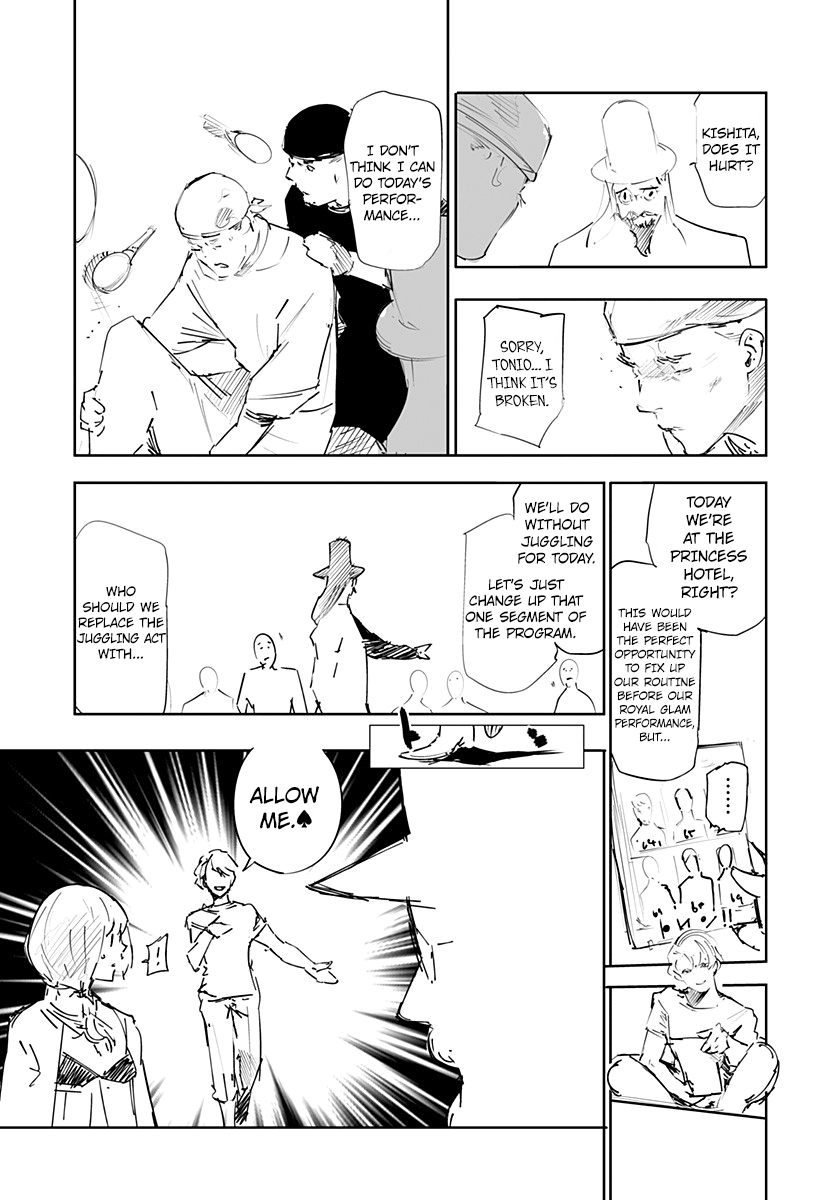 KISHITA,
DOES IT
HURT?
SORRY,
TONIO... I
THINK IT'S
BROKEN.
I DON'T
THINK I CAN
DO TODAY'S
PERFOR-
MANCE...
TODAY
WE'RE
AT THE
PRINCESS
HOTEL,
RIGHT?
THIS WOULD
HAVE BEEN
THE PERFECT
OPPORTUNITY
TO FIX UP
OUR ROUTINE
BEFORE OUR
ROYAL GLAM
PERFORMANCE,
BUT...
WE'LL DO
WITHOUT
JUGGLING
FOR TODAY.
LET'S JUST
CHANGE UP THAT
ONE SEGMENT OF
THE PROGRAM.
WHO
SHOULD WE
REPLACE THE
JUGGLING ACT
WITH...
......
ALLOW
ME.♠
!